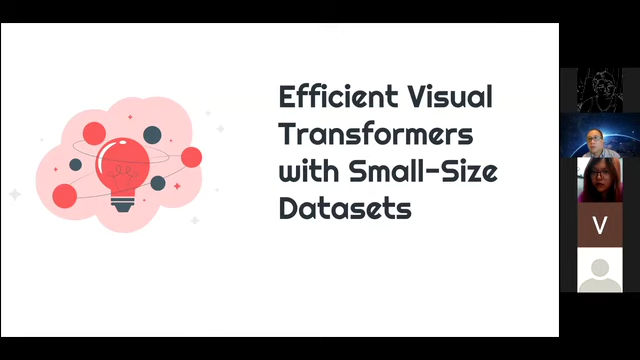 Efficient Visual
Transformers
with Small-Size
Datasets
V